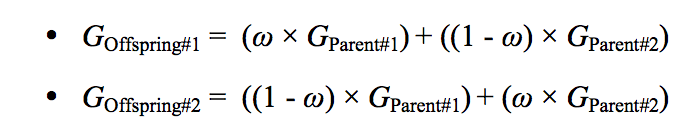 • G_Offspring#1 = (ω × G_Parent#1) + ((1 - ω) × G_Parent#2)
• G_Offspring#2 = ((1 - ω) × G_Parent#1) + (ω × G_Parent#2)